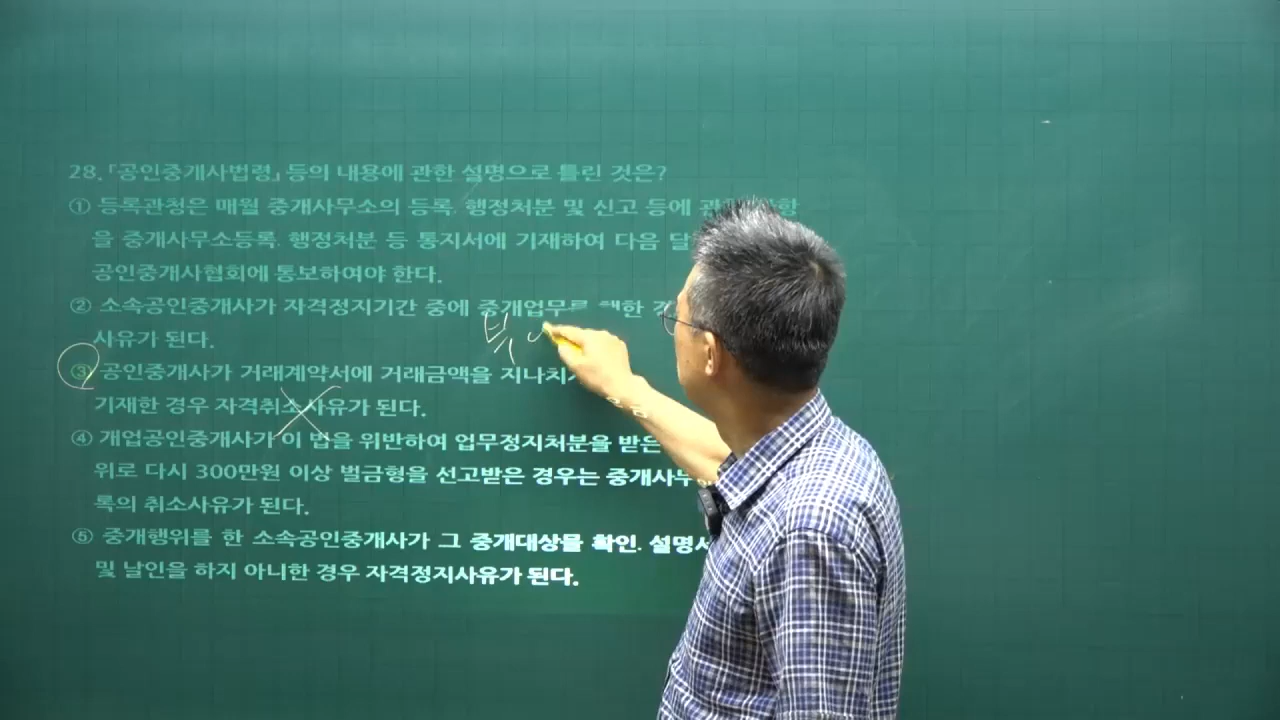 28. 「공인중개사법령」 등의 내용에 관한 설명으로 틀린 것은?
① 등록관청은 매월 중개사무소의 등록, 행정처분 및 신고 등에
을 중개사무소등록, 행정처분 등 통지서에 기재하여 다음 달
공인중개사협회에 통보하여야 한다.
② 소속공인중개사가 자격정지기간 중에 중개업무를 행한
사유가 된다.
③ 공인중개사가 거래계약서에 거래금액을 지나치
기재한 경우 자격취소사유가 된다.
④ 개업공인중개사가 이 법을 위반하여 업무정지처분을 받은
위로 다시 300만원 이상 벌금형을 선고받은 경우는 중개사무
록의 취소사유가 된다.
⑤ 중개행위를 한 소속공인중개사가 그 중개대상물 확인. 설명서
및 날인을 하지 아니한 경우 자격정지사유가 된다.